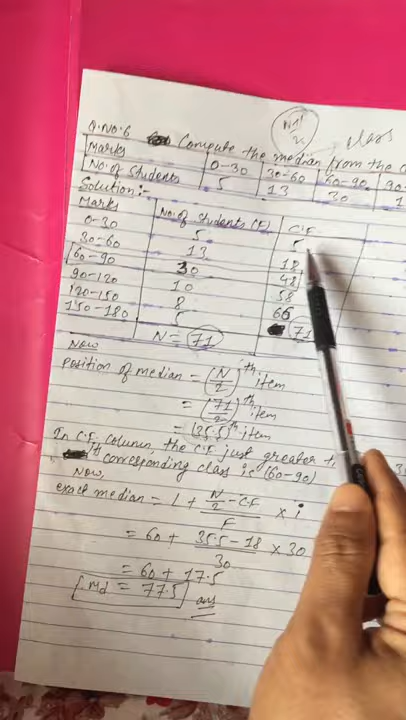 Q.NO.6 Compute the median from the
class
N+1
Marks 0-30 30-60 60-90 90-
No. of Students 5 13 30 1
Solution:-
Marks No. of students (F) C.F
0-30 5 5
30-60 13 18
60-90 30 48
90-120 10 58
120-150 8 66
150-180 5 71
N = 71
Now
position of median = (N/2)th item
= (71/2)th item
= (35.5)th item
In C.F. column, the C.F just greater
corresponding class is (60-90)
Now,
exact median = l + N/2 - C.F / F × i
= 60 + 35.5 - 18 / 30 × 30
= 60 + 17.5
Md = 77.5 ans